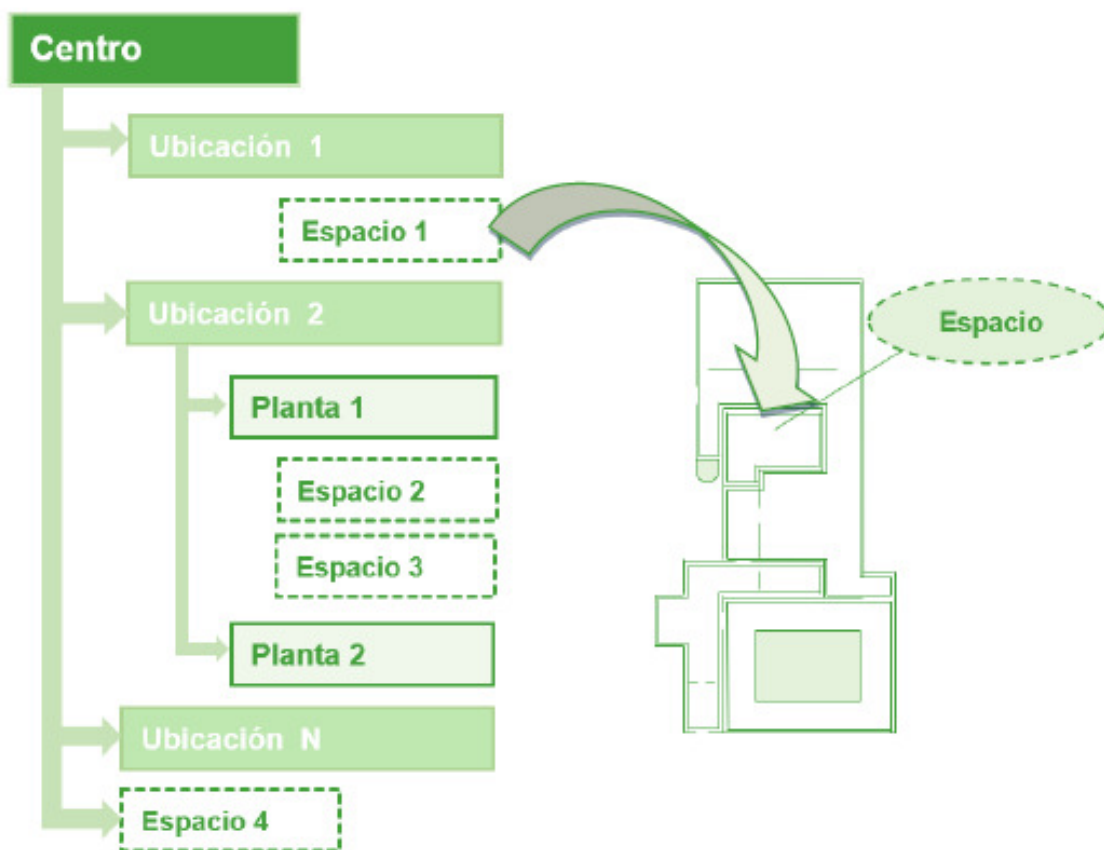 Centro
Ubicación 1
Espacio 1
Ubicación 2
Espacio
Planta 1
Espacio 2
Espacio 3
Planta 2
Ubicación N
Espacio 4